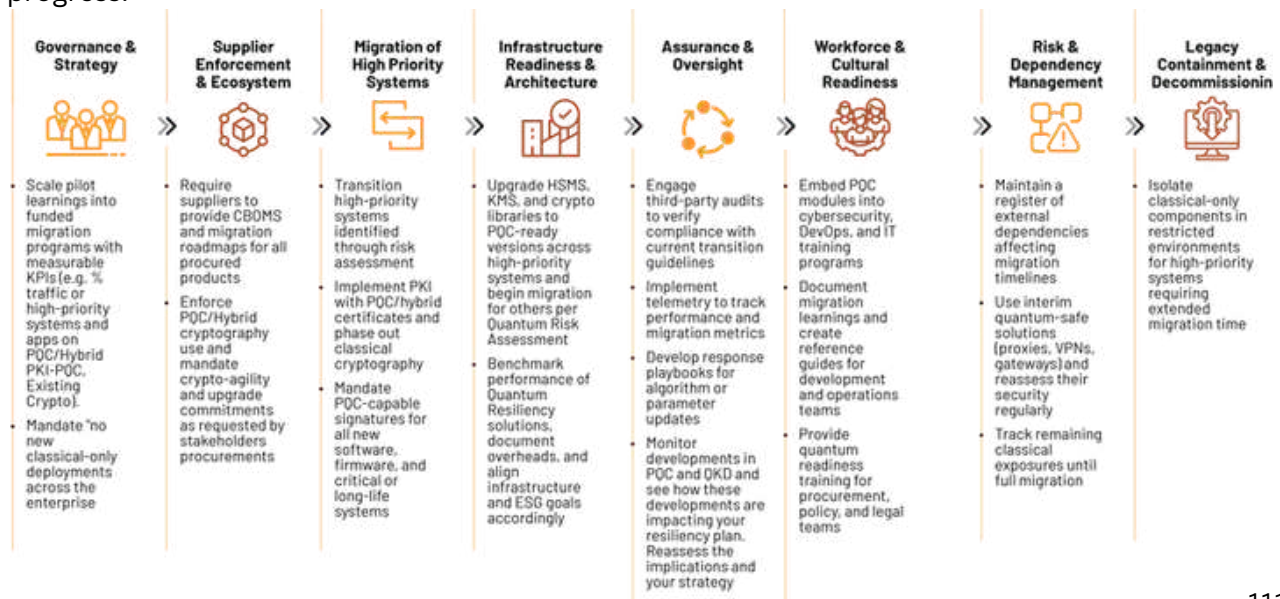 progress.
Governance &
Strategy
Scale pilot
learnings into
funded
migration
programs with
measurable
KPIs (e.g. %
traffic or
high-priority
systems and
apps on
PQC/Hybrid
PKI-PQC,
Existing
Crypto).
Mandate "no
new
classical-only
deployments
across the
enterprise
Supplier
Enforcement
& Ecosystem
Require
suppliers to
provide CBOMS
and migration
roadmaps for all
procured
products
Enforce
PQC/Hybrid
cryptography
use and
mandate
crypto-agility
and upgrade
commitments
as requested by
stakeholders
procurements
Migration of
High Priority
Systems
Transition
high-priority
systems
identified
through risk
assessment
Implement PKI
with PQC/hybrid
certificates and
phase out
classical
cryptography
Mandate
PQC-capable
signatures for
all new
software,
firmware, and
critical or
long-life
systems
Infrastructure
Readiness &
Architecture
Upgrade HSMS,
KMS, and crypto
libraries to
PQC-ready
versions across
high-priority
systems and
begin migration
for others per
Quantum Risk
Assessment
Benchmark
performance of
Quantum
Resiliency
solutions,
document
overheads, and
align
infrastructure
and ESG goals
accordingly
Assurance &
Oversight
Engage
third-party audits
to verify
compliance with
current transition
guidelines
Implement
telemetry to track
performance and
migration metrics
Develop response
playbooks for
algorithm or
parameter
updates
Monitor
developments in
PQC and QKD and
see how these
developments are
impacting your
resiliency plan.
Reassess the
implications and
your strategy
Workforce &
Cultural
Readiness
Embed PQC
modules into
cybersecurity,
DevOps, and IT
training
programs
Document
migration
learnings and
create
reference
guides for
development
and operations
teams
Provide
quantum
readiness
training for
procurement,
policy, and legal
teams
Risk &
Dependency
Management
Maintain a
register of
external
dependencies
affecting
migration
timelines
Use interim
quantum-safe
solutions
(proxies, VPNs,
gateways) and
reassess their
security
regularly
Track remaining
classical
exposures until
full migration
Legacy
Containment &
Decommissionin
Isolate
classical-only
components in
restricted
environments
for high-priority
systems
requiring
extended
migration time